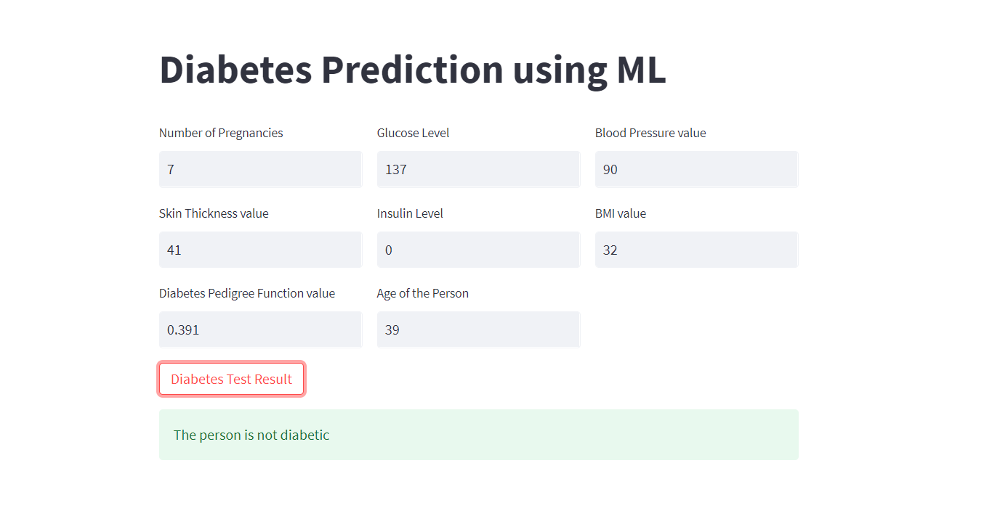 Diabetes Prediction using ML
Number of Pregnancies
Glucose Level
Blood Pressure value
7
137
90
Skin Thickness value
Insulin Level
BMI value
41
0
32
Diabetes Pedigree Function value
Age of the Person
0.391
39
Diabetes Test Result
The person is not diabetic